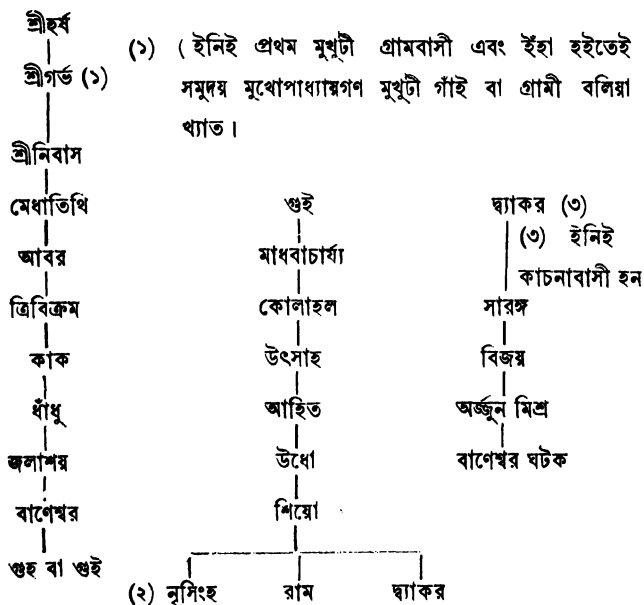 শ্রীহর্ষ
শ্রীগর্ভ (১)
(১) ( ইনিই প্রথম মুখুটী গ্রামবাসী এবং ইঁহা হইতেই
সমুদয় মুখোপাধ্যায়গণ মুখুটী গাঁই বা গ্রামী বলিয়া
খ্যাত।
শ্রীনিবাস
মেধাতিথি
আবর
ত্রিবিক্রম
কাক
ধাঁধু
জলাশয়
বাণেশ্বর
গুহ বা গুই
গুই
মাধবাচার্য্য
কোলাহল
উৎসাহ
আহিত
উধো
শিয়ো
(২) নৃসিংহ রাম দ্ব্যাকর
দ্ব্যাকর (৩)
(৩) ইনিই
কাচনাবাসী হন
সারঙ্গ
বিজয়
অর্জ্জুন মিশ্র
বাণেশ্বর ঘটক